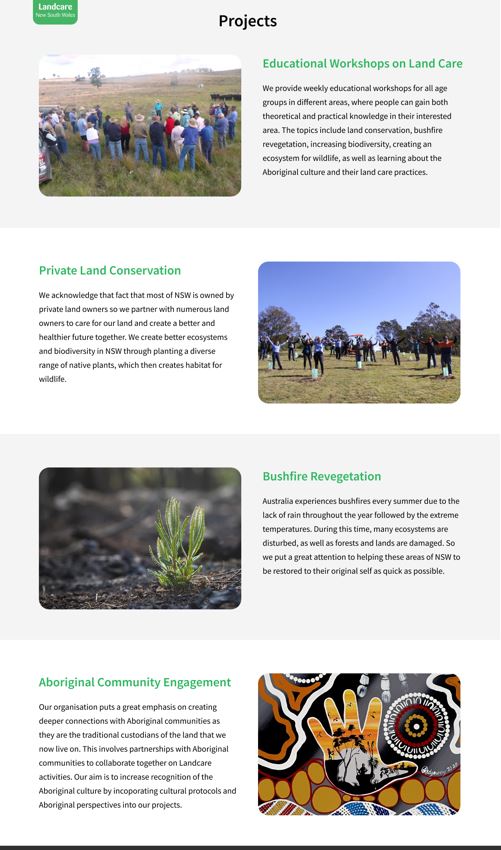 Landcare
New South Wales
Projects
Educational Workshops on Land Care
We provide weekly educational workshops for all age
groups in different areas, where people can gain both
theoretical and practical knowledge in their interested
area. The topics include land conservation, bushfire
revegetation, increasing biodiversity, creating an
ecosystem for wildlife, as well as learning about the
Aboriginal culture and their land care practices.
Private Land Conservation
We acknowledge that fact that most of NSW is owned by
private land owners so we partner with numerous land
owners to care for our land and create a better and
healthier future together. We create better ecosystems
and biodiversity in NSW through planting a diverse
range of native plants, which then creates habitat for
wildlife.
Bushfire Revegetation
Australia experiences bushfires every summer due to the
lack of rain throughout the year followed by the extreme
temperatures. During this time, many ecosystems are
disturbed, as well as forests and lands are damaged. So
we put a great attention to helping these areas of NSW to
be restored to their original self as quick as possible.
Aboriginal Community Engagement
Our organisation puts a great emphasis on creating
deeper connections with Aboriginal communities as
they are the traditional custodians of the land that we
now live on. This involves partnerships with Aboriginal
communities to collaborate together on Landcare
activities. Our aim is to increase recognition of the
Aboriginal culture by incoporating cultural protocols and
Aboriginal perspectives into our projects.